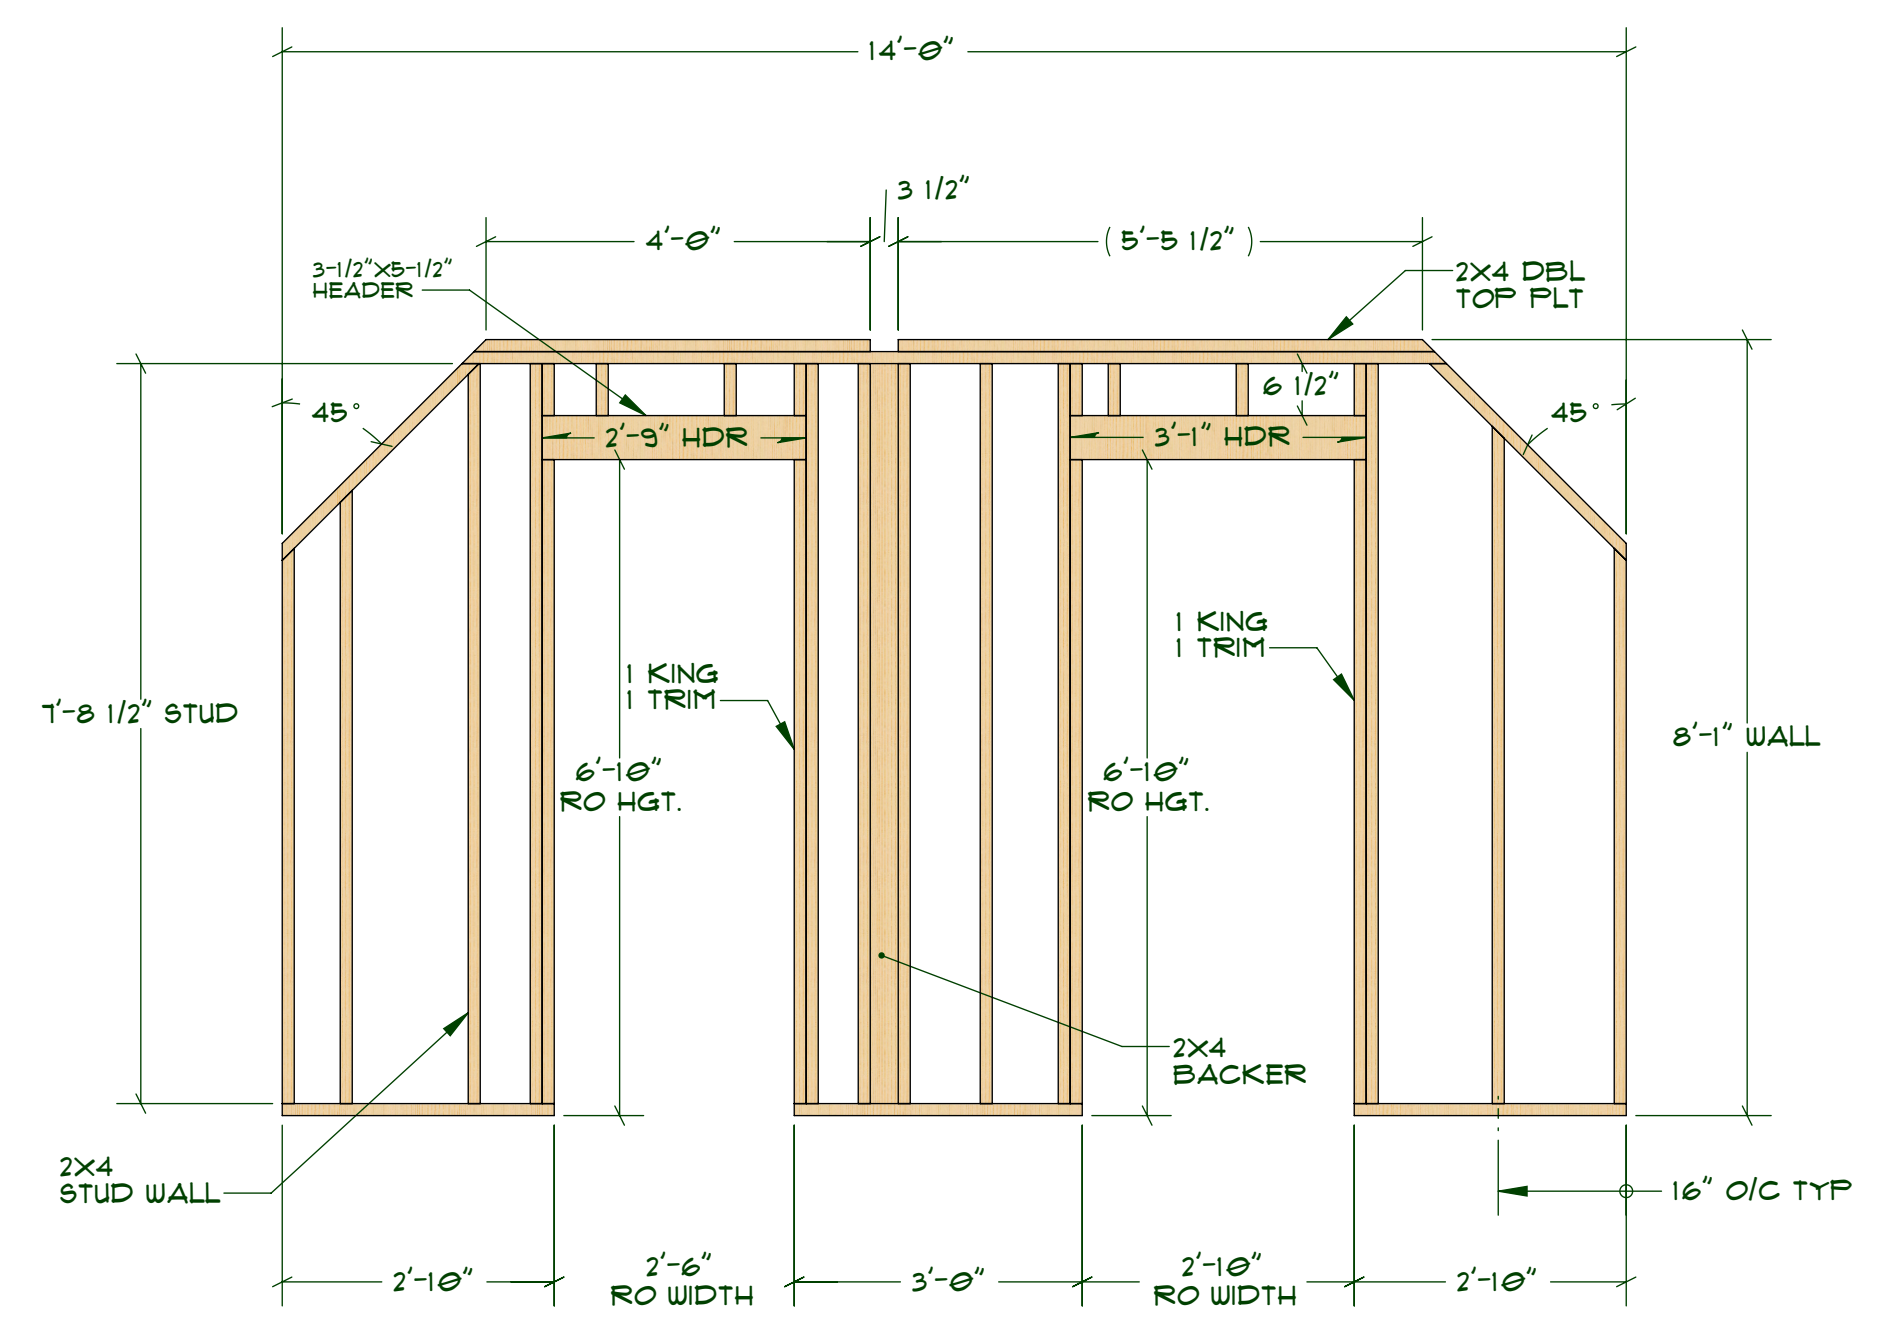 14'-0"
3 1/2"
4'-0"
( 5'-5 1/2" )
3-1/2"X5-1/2"
HEADER
2X4 DBL
TOP PLT
6 1/2"
45°
45°
2'-9" HDR
3'-1" HDR
1 KING
1 TRIM
1 KING
1 TRIM
7'-8 1/2" STUD
8'-1" WALL
6'-10"
RO HGT.
6'-10"
RO HGT.
2X4
BACKER
2X4
STUD WALL
16" O/C TYP
2'-10"
2'-6"
RO WIDTH
3'-0"
2'-10"
RO WIDTH
2'-10"